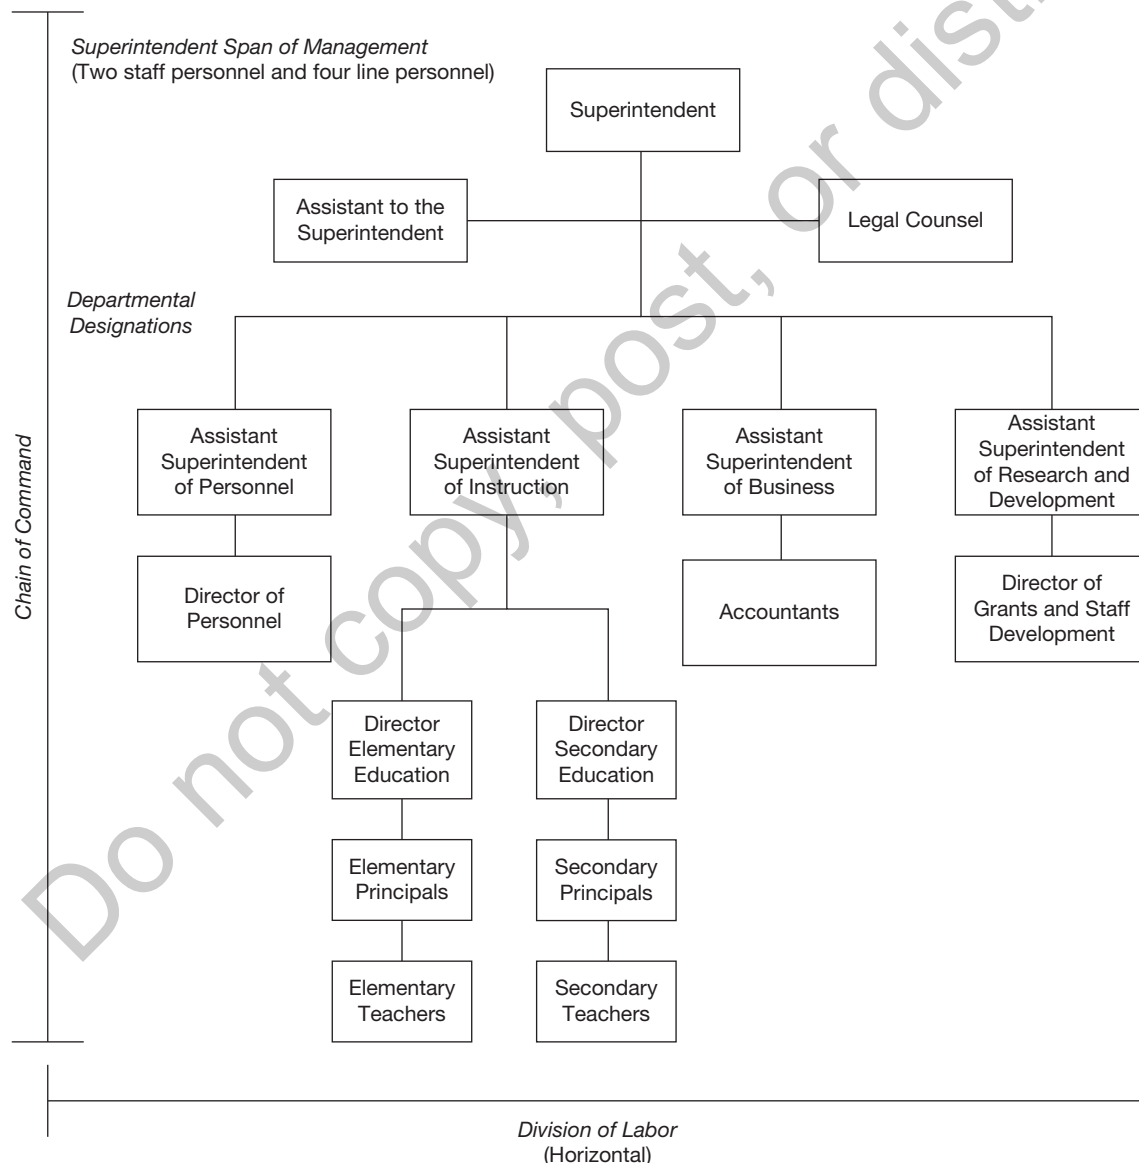 Superintendent Span of Management
(Two staff personnel and four line personnel)
Superintendent
Assistant to the
Superintendent
Legal Counsel
Departmental
Designations
Chain of Command
Assistant
Superintendent
of Personnel
Assistant
Superintendent
of Instruction
Assistant
Superintendent
of Business
Assistant
Superintendent
of Research and
Development
Director of
Personnel
Accountants
Director of
Grants and Staff
Development
Director
Elementary
Education
Director
Secondary
Education
Elementary
Principals
Secondary
Principals
Elementary
Teachers
Secondary
Teachers
Division of Labor
(Horizontal)
Do not copy, post, or